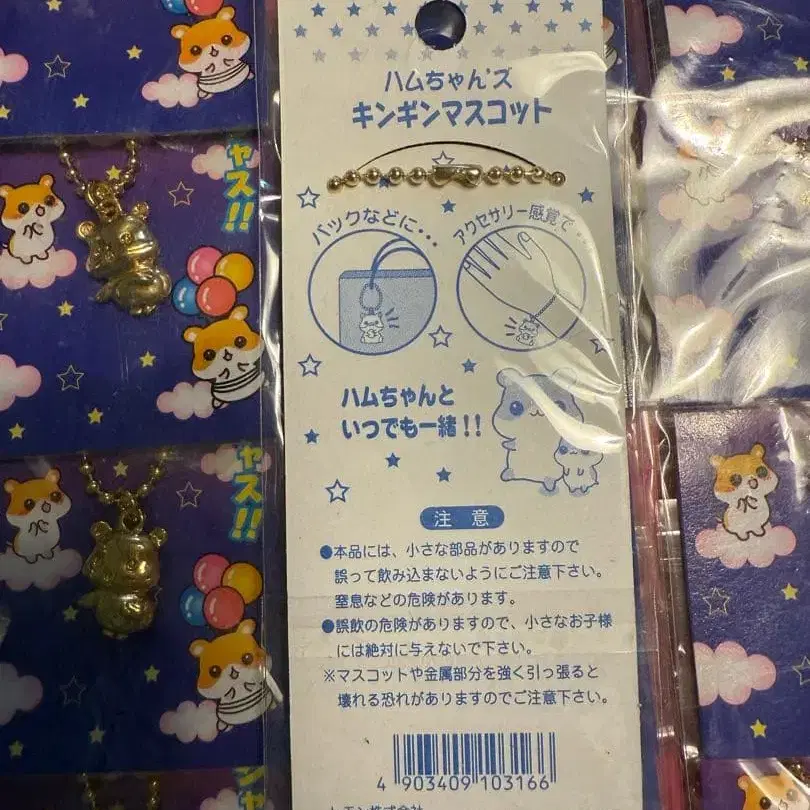 ハムちゃん'ズ
キンギンマスコット
バックなどに・・・
アクセサリー感覚で・・・
ハムちゃんと
いつでも一緒!!
注 意
●本品には、小さな部品がありますので
誤って飲み込まないようにご注意下さい。
窒息などの危険があります。
●誤飲の危険がありますので、小さなお子様
には絶対に与えないで下さい。
※マスコットや金属部分を強く引っ張ると
壊れる恐れがありますのでご注意下さい。
4 903409 103166
ャス!!
ャス!!